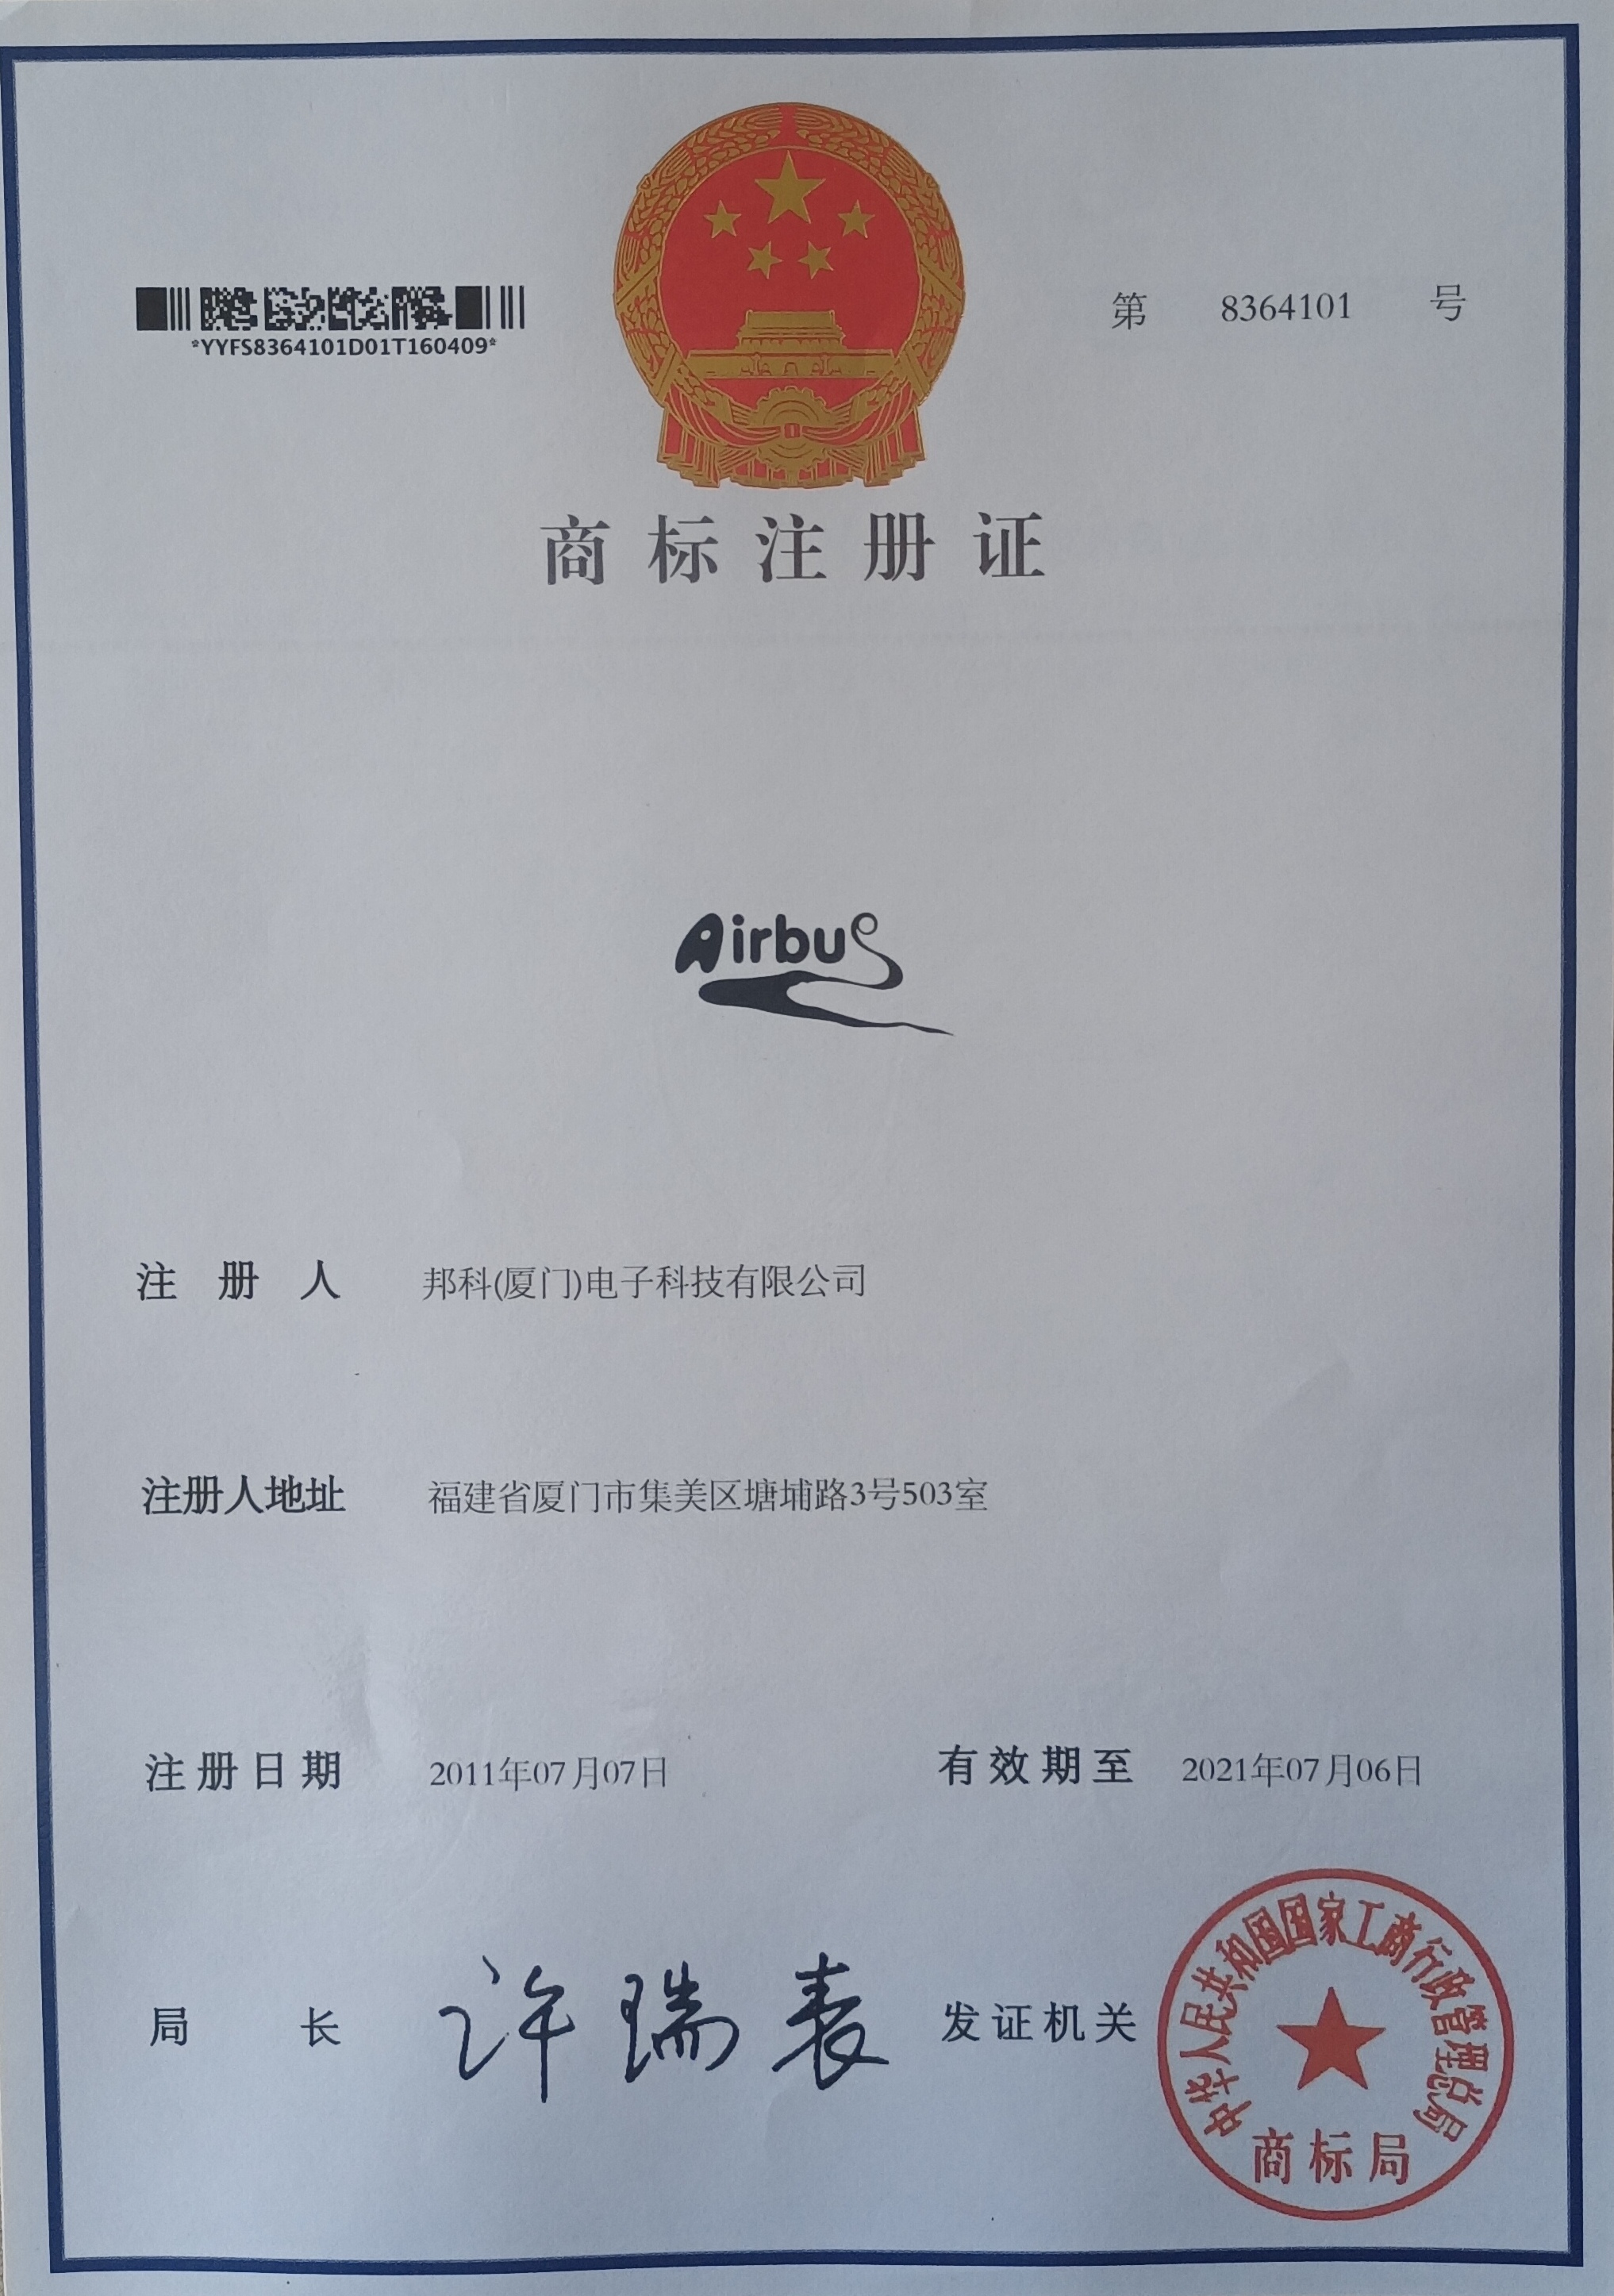 *YYFS8364101D01T160409*
第 8364101 号
商标注册证
Airbus
注册人 邦科(厦门)电子科技有限公司
注册人地址 福建省厦门市集美区塘埔路3号503室
注册日期 2011年07月07日 有效期至 2021年07月06日
局长 许瑞表 发证机关
中华人民共和国国家工商行政管理总局
商标局